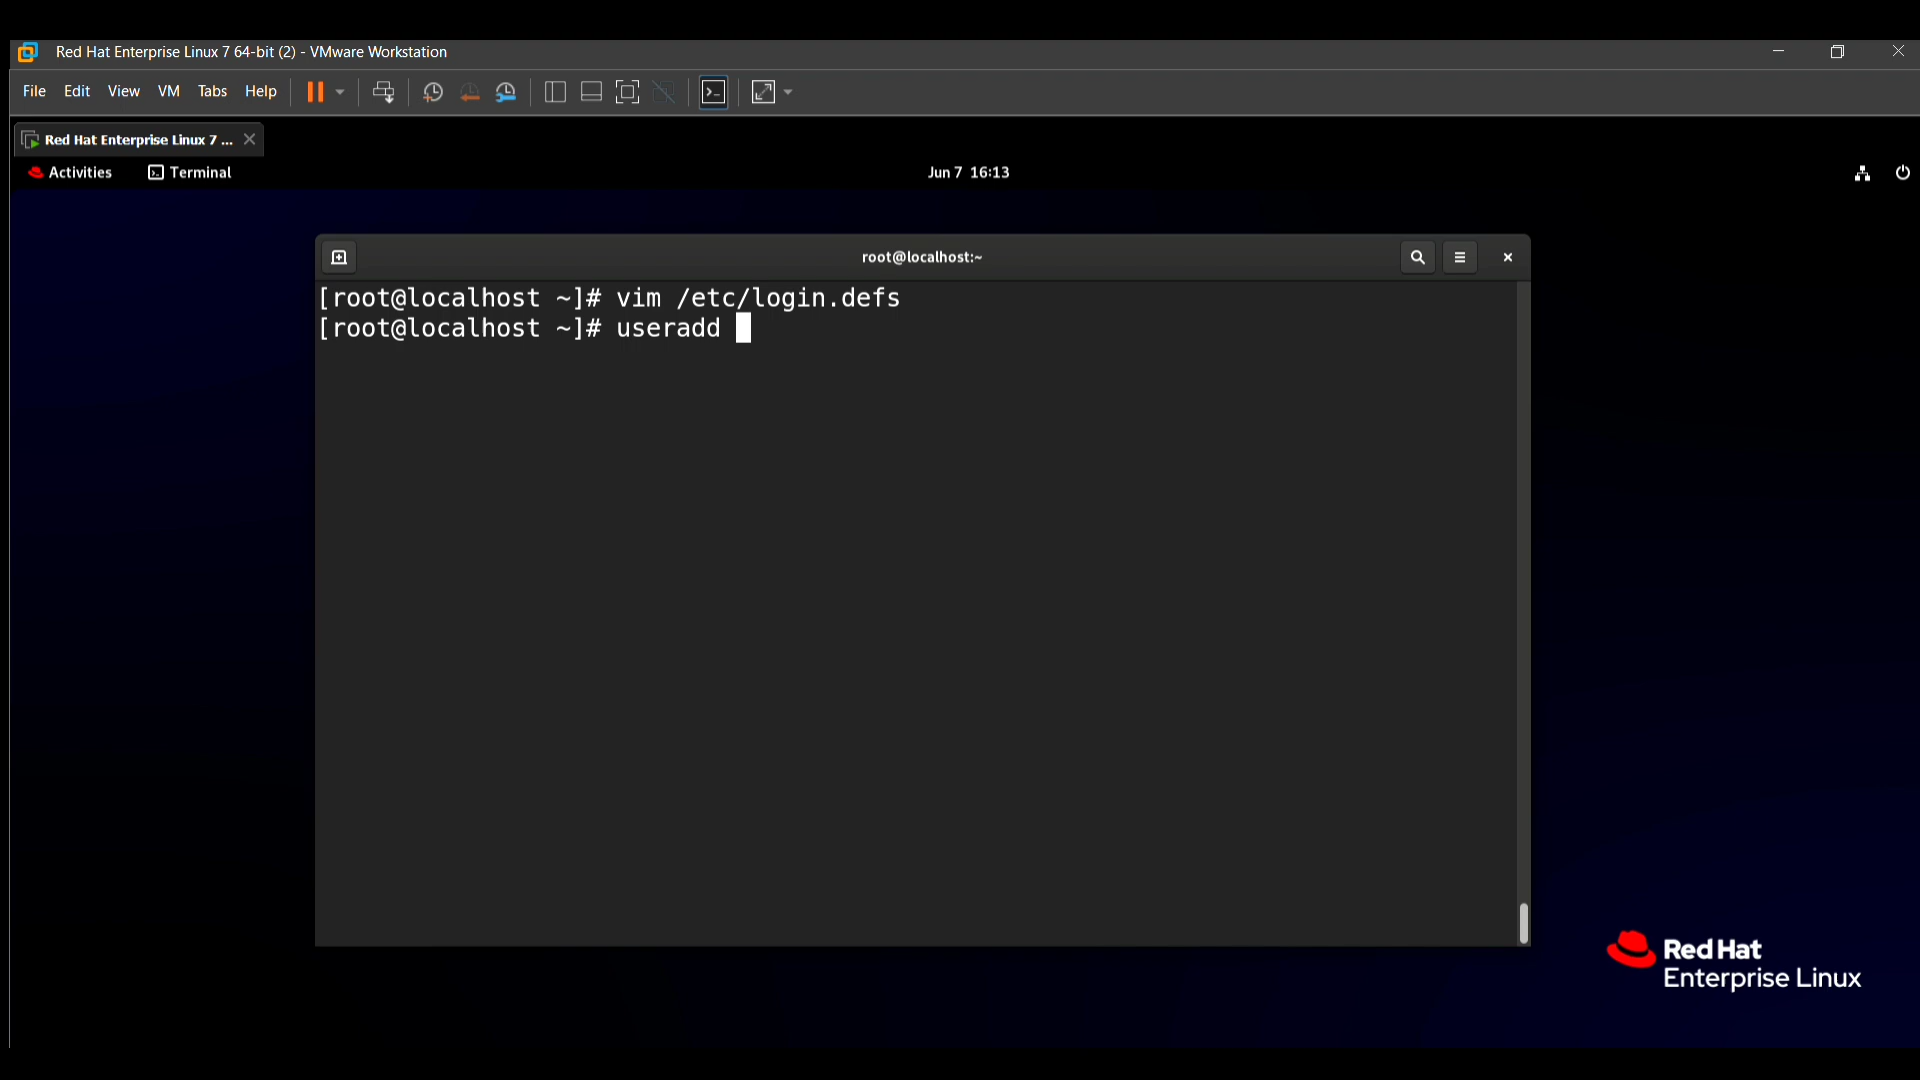 Red Hat Enterprise Linux 7 64-bit (2) - VMware Workstation
File Edit View VM Tabs Help
Red Hat Enterprise Linux 7 ...
Activities Terminal Jun 7 16:13
root@localhost:~
[root@localhost ~]# vim /etc/login.defs
[root@localhost ~]# useradd
Red Hat
Enterprise Linux